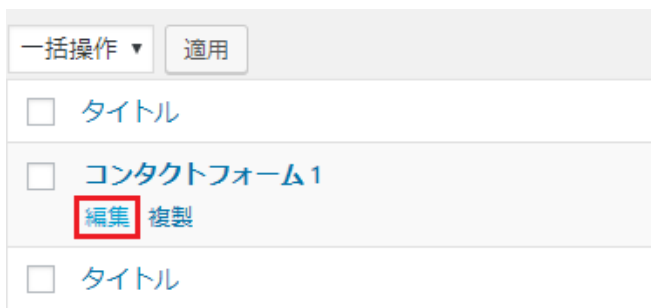 一括操作 ▼ 適用
タイトル
コンタクトフォーム 1
編集 複製
タイトル